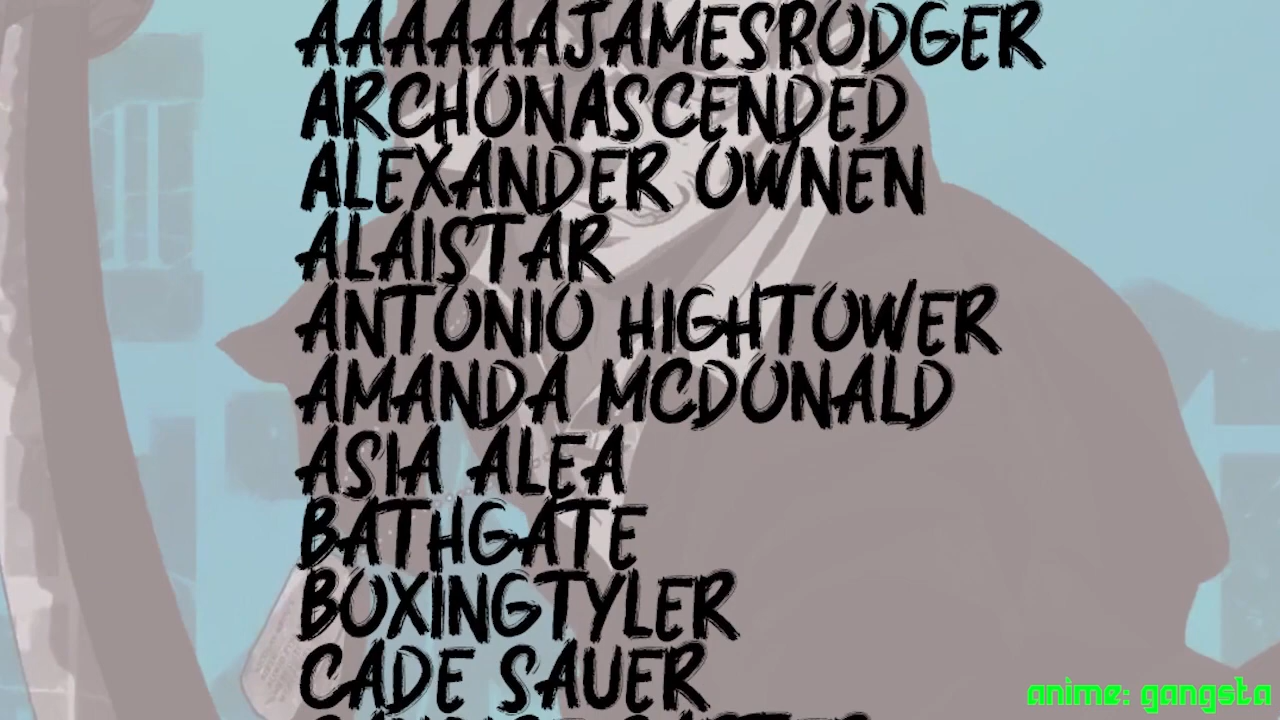 AAAAAAJAMESRODGER
ARCHONASCENDED
ALEXANDER OWNEN
ALAISTAR
ANTONIO HIGHTOWER
AMANDA MCDONALD
ASIA ALEA
BATHGATE
BOXINGTYLER
CADE SAUER
anime: gangsta